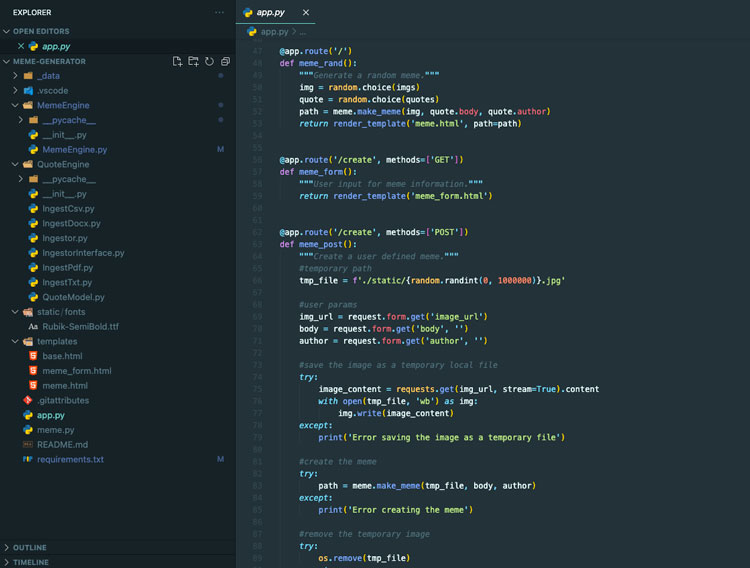 EXPLORER
OPEN EDITORS
app.py
MEME-GENERATOR
_data
.vscode
MemeEngine
__pycache__
__init__.py
MemeEngine.py M
QuoteEngine
__pycache__
__init__.py
IngestCsv.py
IngestDocx.py
Ingestor.py
IngestorInterface.py
IngestPdf.py
IngestTxt.py
QuoteModel.py
static/fonts
Aa Rubik-SemiBold.ttf
templates
base.html
meme_form.html
meme.html
.gitattributes
app.py
meme.py
README.md
requirements.txt M
OUTLINE
TIMELINE
app.py
app.py > ...
47 @app.route('/')
48 def meme_rand():
49 """Generate a random meme."""
50 img = random.choice(imgs)
51 quote = random.choice(quotes)
52 path = meme.make_meme(img, quote.body, quote.author)
53 return render_template('meme.html', path=path)
54
55
56 @app.route('/create', methods=['GET'])
57 def meme_form():
58 """User input for meme information."""
59 return render_template('meme_form.html')
60
61
62 @app.route('/create', methods=['POST'])
63 def meme_post():
64 """Create a user defined meme."""
65 #temporary path
66 tmp_file = f'./static/{random.randint(0, 1000000)}.jpg'
67
68 #user params
69 img_url = request.form.get('image_url')
70 body = request.form.get('body', '')
71 author = request.form.get('author', '')
72
73 #save the image as a temporary local file
74 try:
75 image_content = requests.get(img_url, stream=True).content
76 with open(tmp_file, 'wb') as img:
77 img.write(image_content)
78 except:
79 print('Error saving the image as a temporary file')
80
81 #create the meme
82 try:
83 path = meme.make_meme(tmp_file, body, author)
84 except:
85 print('Error creating the meme')
86
87 #remove the temporary image
88 try:
89 os.remove(tmp_file)